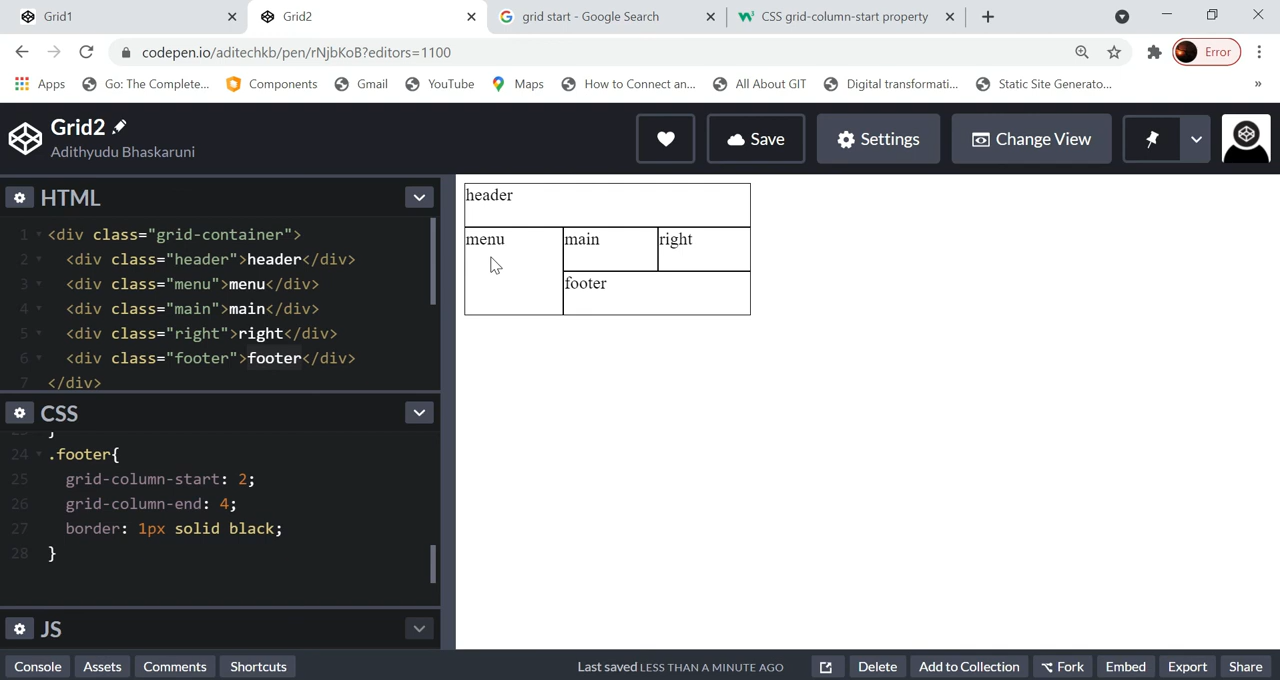 Grid1
Grid2
grid start - Google Search
CSS grid-column-start property
codepen.io/aditechkb/pen/rNjbKoB?editors=1100
Error
Apps
Go: The Complete...
Components
Gmail
YouTube
Maps
How to Connect an...
All About GIT
Digital transformati...
Static Site Generato...
»
Grid2
Adithyudu Bhaskaruni
Save
Settings
Change View
HTML
1 <div class="grid-container">
2 <div class="header">header</div>
3 <div class="menu">menu</div>
4 <div class="main">main</div>
5 <div class="right">right</div>
6 <div class="footer">footer</div>
7 </div>
CSS
24 .footer{
25 grid-column-start: 2;
26 grid-column-end: 4;
27 border: 1px solid black;
28 }
JS
header
menu
main
right
footer
Console
Assets
Comments
Shortcuts
Last saved LESS THAN A MINUTE AGO
Delete
Add to Collection
Fork
Embed
Export
Share